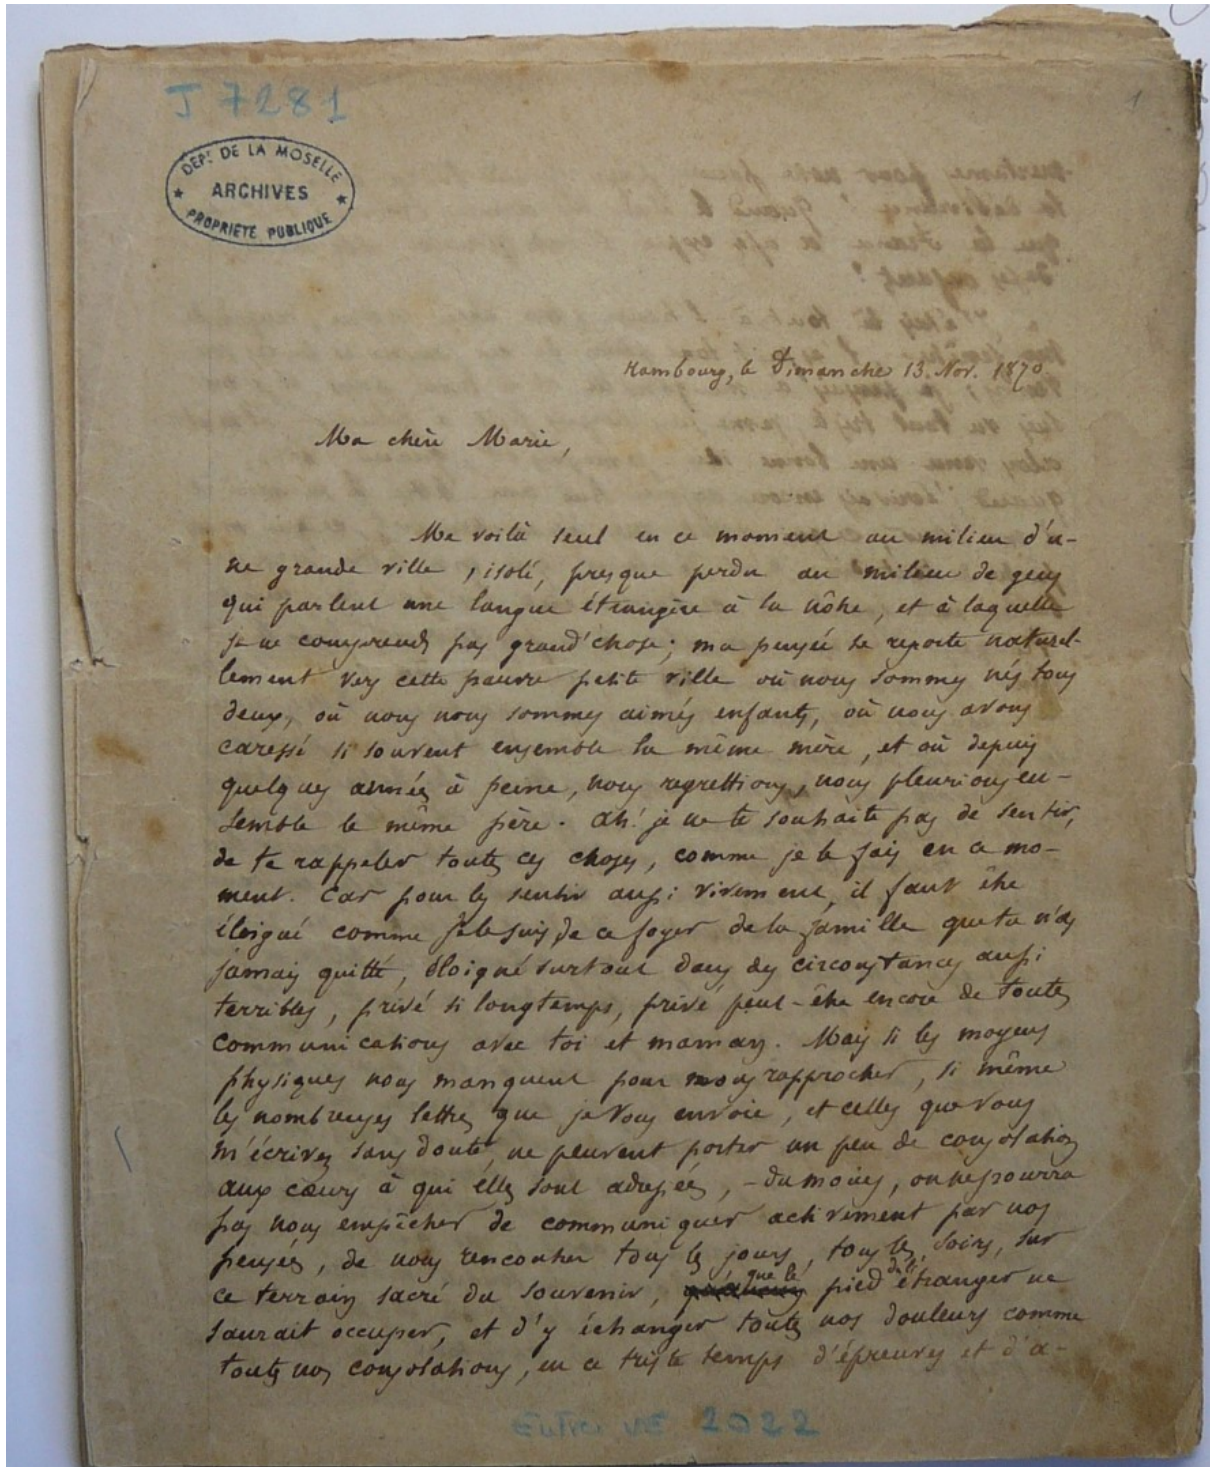 J 7281
DEPT DE LA MOSELLE
ARCHIVES
PROPRIÉTÉ PUBLIQUE
1
Hambourg, le Dimanche 13. Nov. 1870
Ma chère Marie,
Me voilà seul en ce moment au milieu d'u-
ne grande ville, isolé, presque perdu au milieu de gens
qui parlent une langue étrangère à la nôtre, et à laquelle
je ne comprends pas grand'chose; ma pensée se reporte naturel-
lement vers cette pauvre petite ville où nous sommes nés tous
deux, où nous nous sommes aimés enfants, où nous avons
caressé si souvent ensemble la même mère, et où depuis
quelques années à peine, nous regrettions, nous pleurions en-
semble le même père. Ah! je ne te souhaite pas de sentir,
de te rappeler toutes ces choses, comme je le fais en ce mo-
ment. Car pour les sentir aussi vivement, il faut être
éloigné comme je le suis de ce foyer de la famille que tu n'as
jamais quitté, éloigné surtout dans des circonstances aussi
terribles, privé si longtemps, privé peut-être encore de toutes
communications avec toi et maman. Mais si les moyens
physiques nous manquent pour nous rapprocher, si même
les nombreuses lettres que je vous envoie, et celles que vous
m'écrivez sans doute, ne peuvent porter un peu de consolation
aux cœurs à qui elles sont adressées, - du moins, on ne pourra
pas nous empêcher de communiquer activement par nos
pensées, de nous rencontrer tous les jours, tous les soirs, sur
ce terrain sacré du souvenir, que le pied de l'étranger ne
saurait occuper, et d'y échanger toutes nos douleurs comme
toutes nos consolations, en ce triste temps d'épreuves et d'a-
Entrée 2022